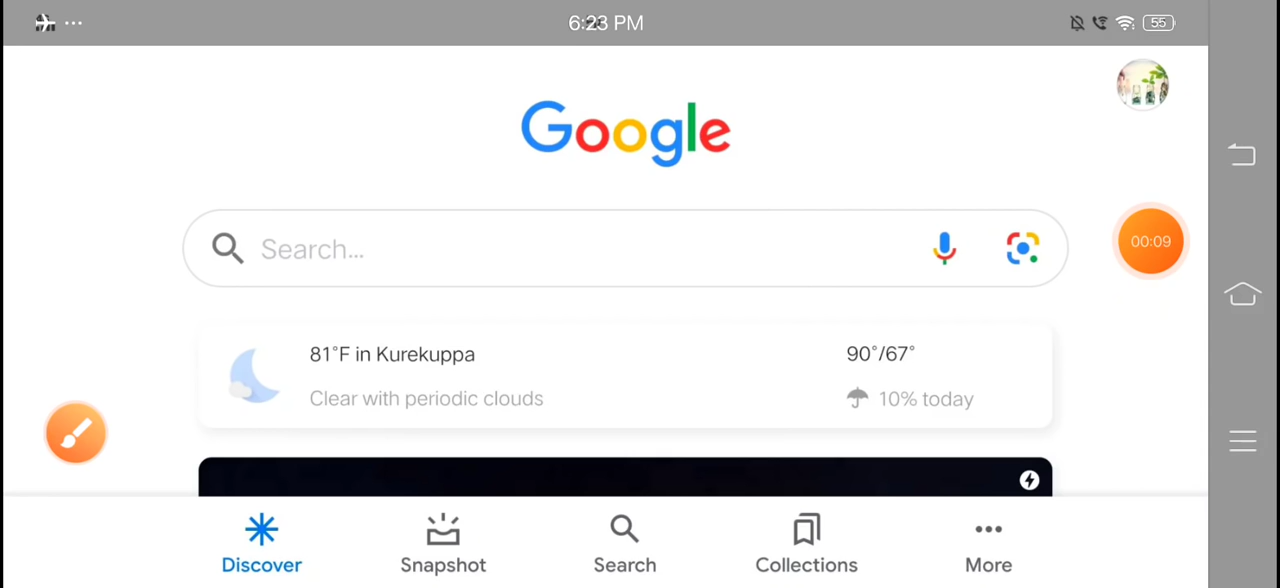 6:23 PM
55
Google
Search...
00:09
81°F in Kurekuppa
90°/67°
Clear with periodic clouds
10% today
Discover
Snapshot
Search
Collections
More